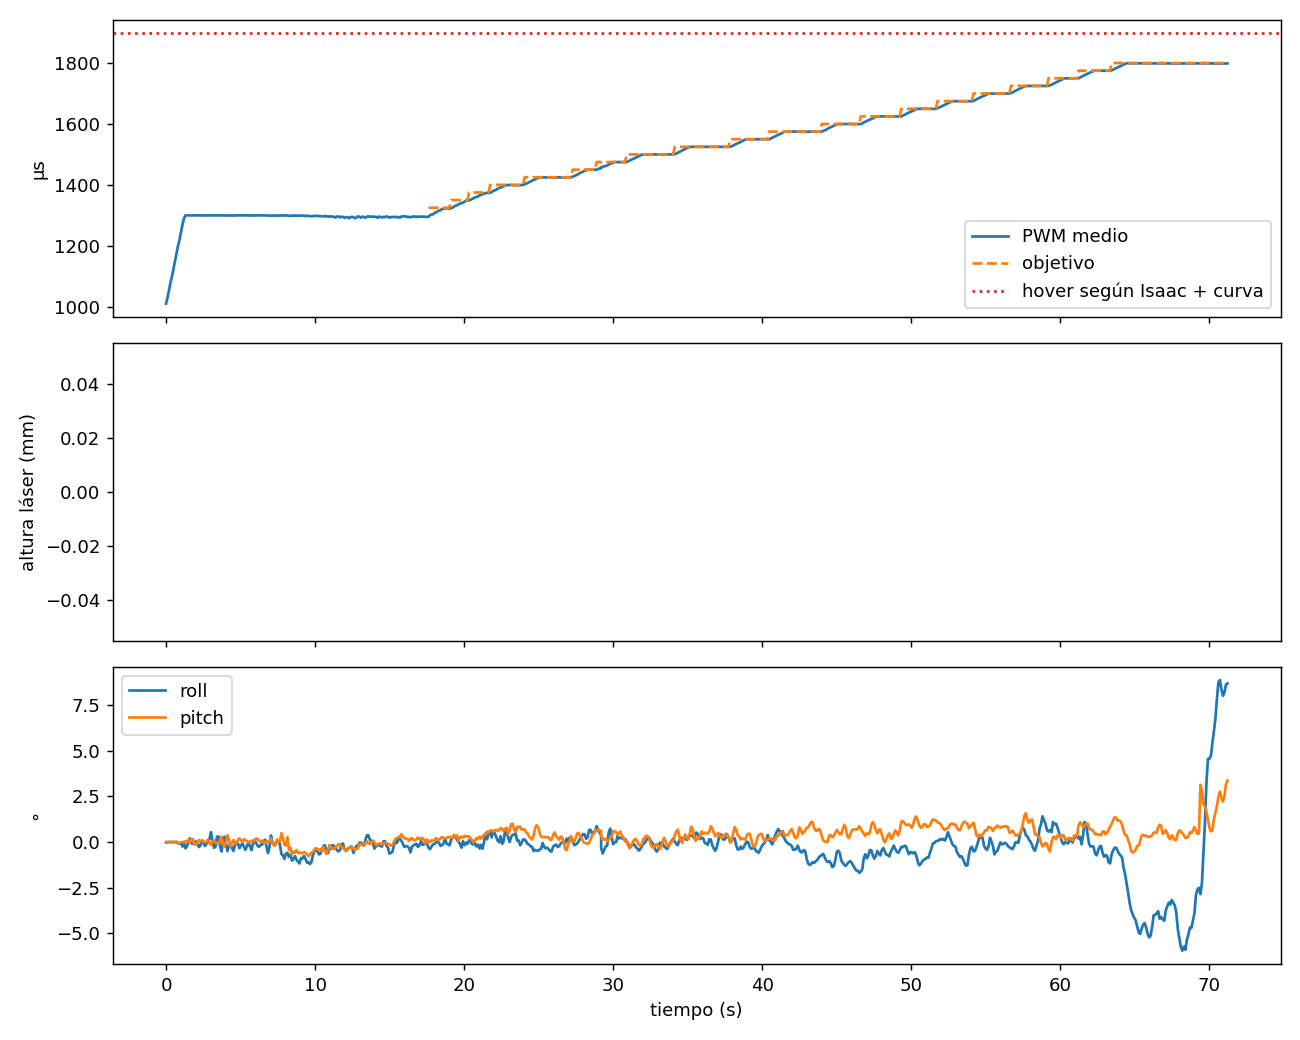 1800
1600
1400
1200
1000
µs
PWM medio
objetivo
hover según Isaac + curva
0.04
0.02
0.00
−0.02
−0.04
altura láser (mm)
roll
pitch
7.5
5.0
2.5
0.0
−2.5
−5.0
°
0 10 20 30 40 50 60 70
tiempo (s)